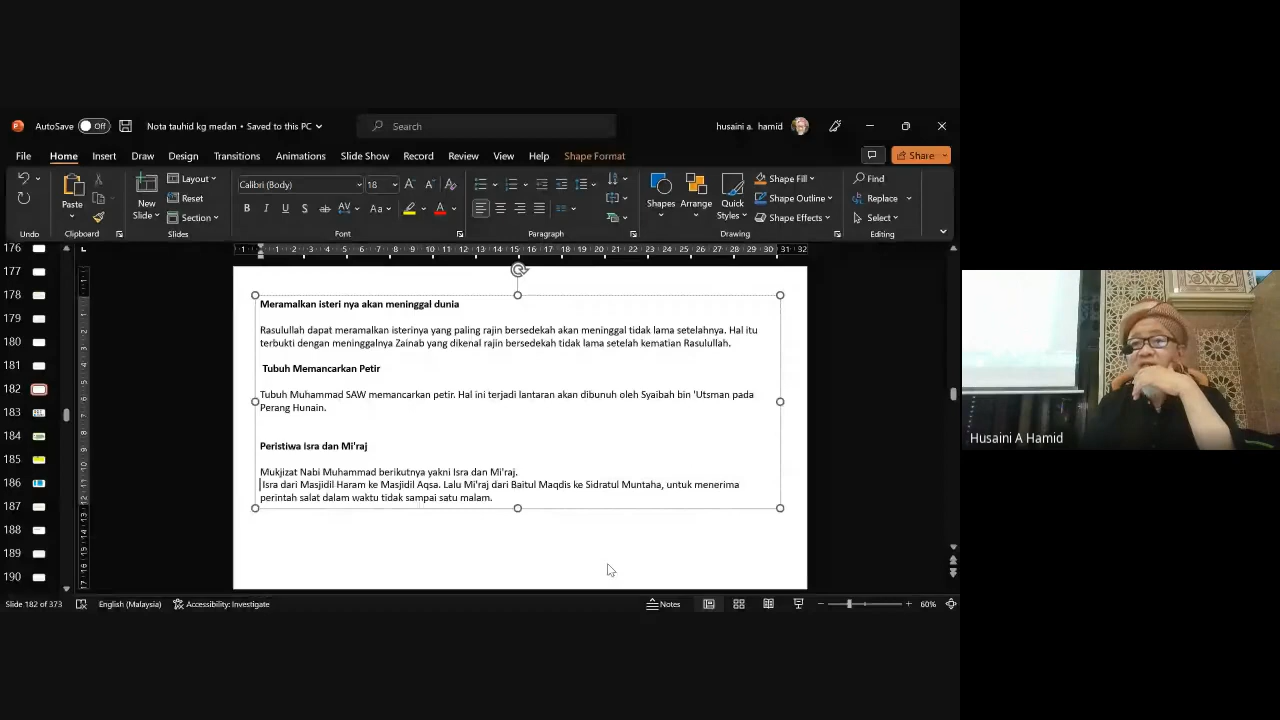 AutoSave Off Nota tauhid kg medan • Saved to this PC Search husaini a. hamid
File Home Insert Draw Design Transitions Animations Slide Show Record Review View Help Shape Format Share
Paste New Slide Layout Reset Section Calibri (Body) 18 Shapes Arrange Quick Styles Shape Fill Shape Outline Shape Effects Find Replace Select
Undo Clipboard Slides Font Paragraph Drawing Editing
176
177
178
179
180
181
182
183
184
185
186
187
188
189
190
Meramalkan isteri nya akan meninggal dunia
Rasulullah dapat meramalkan isterinya yang paling rajin bersedekah akan meninggal tidak lama setelahnya. Hal itu
terbukti dengan meninggalnya Zainab yang dikenal rajin bersedekah tidak lama setelah kematian Rasulullah.
Tubuh Memancarkan Petir
Tubuh Muhammad SAW memancarkan petir. Hal ini terjadi lantaran akan dibunuh oleh Syaibah bin 'Utsman pada
Perang Hunain.
Peristiwa Isra dan Mi'raj
Mukjizat Nabi Muhammad berikutnya yakni Isra dan Mi'raj.
Isra dari Masjidil Haram ke Masjidil Aqsa. Lalu Mi'raj dari Baitul Maqdis ke Sidratul Muntaha, untuk menerima
perintah salat dalam waktu tidak sampai satu malam.
Slide 182 of 373 English (Malaysia) Accessibility: Investigate Notes 60%
Husaini A Hamid